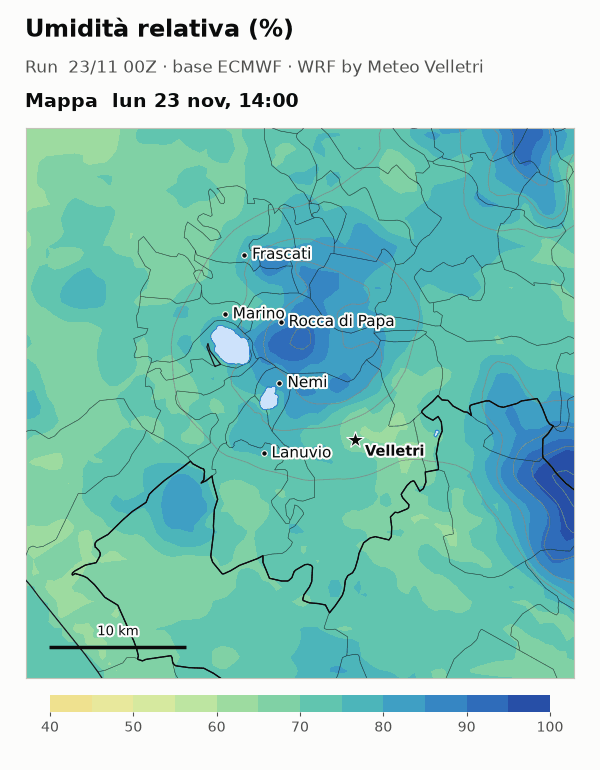 Umidità relativa (%)
Run  23/11 00Z · base ECMWF · WRF by Meteo Velletri
Mappa  lun 23 nov, 14:00
Frascati
Marino
Rocca di Papa
Nemi
Velletri
Lanuvio
10 km
40 50 60 70 80 90 100